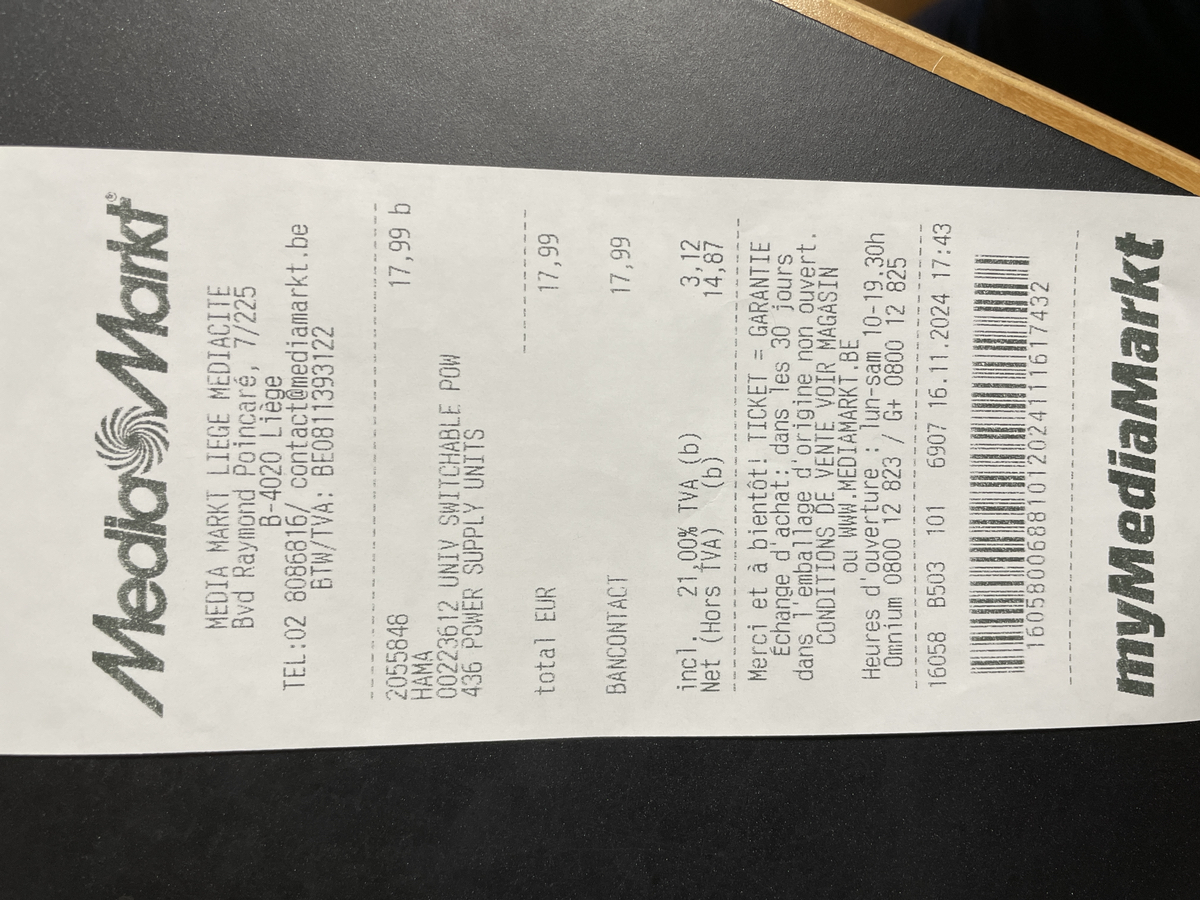 MediaMarkt®
MEDIA MARKT LIEGE MEDIACITE
Bvd Raymond Poincaré, 7/225
B-4020 Liège
TEL:02 8086816/ contact@mediamarkt.be
BTW/TVA: BE0811393122
2055848 17,99 b
HAMA
00223612 UNIV SWITCHABLE POW
436 POWER SUPPLY UNITS
total EUR 17,99
BANCONTACT 17,99
incl. 21,00% TVA (b) 3,12
Net (Hors TVA) (b) 14,87
Merci et à bientôt! TICKET = GARANTIE
Échange d'achat: dans les 30 jours
dans l'emballage d'origine non ouvert.
CONDITIONS DE VENTE VOIR MAGASIN
ou WWW.MEDIAMARKT.BE
Heures d'ouverture : lun-sam 10-19.30h
Omnium 0800 12 823 / G+ 0800 12 825
16058 B503 101 6907 16.11.2024 17:43
1605800688101202411161 7432
myMediaMarkt